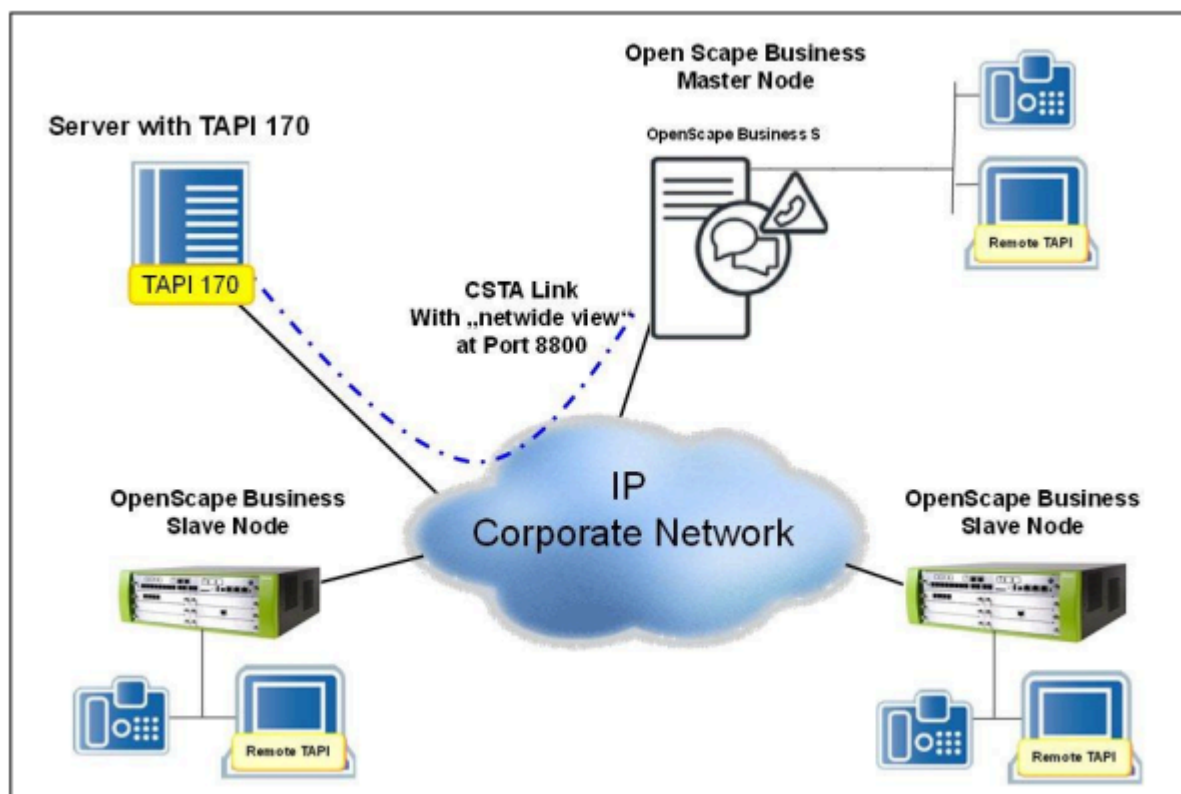 Open Scape Business
Master Node
Server with TAPI 170
OpenScape Business S
Remote TAPI
TAPI 170
CSTA Link
With „netwide view“
at Port 8800
IP
Corporate Network
OpenScape Business
Slave Node
OpenScape Business
Slave Node
Remote TAPI
Remote TAPI